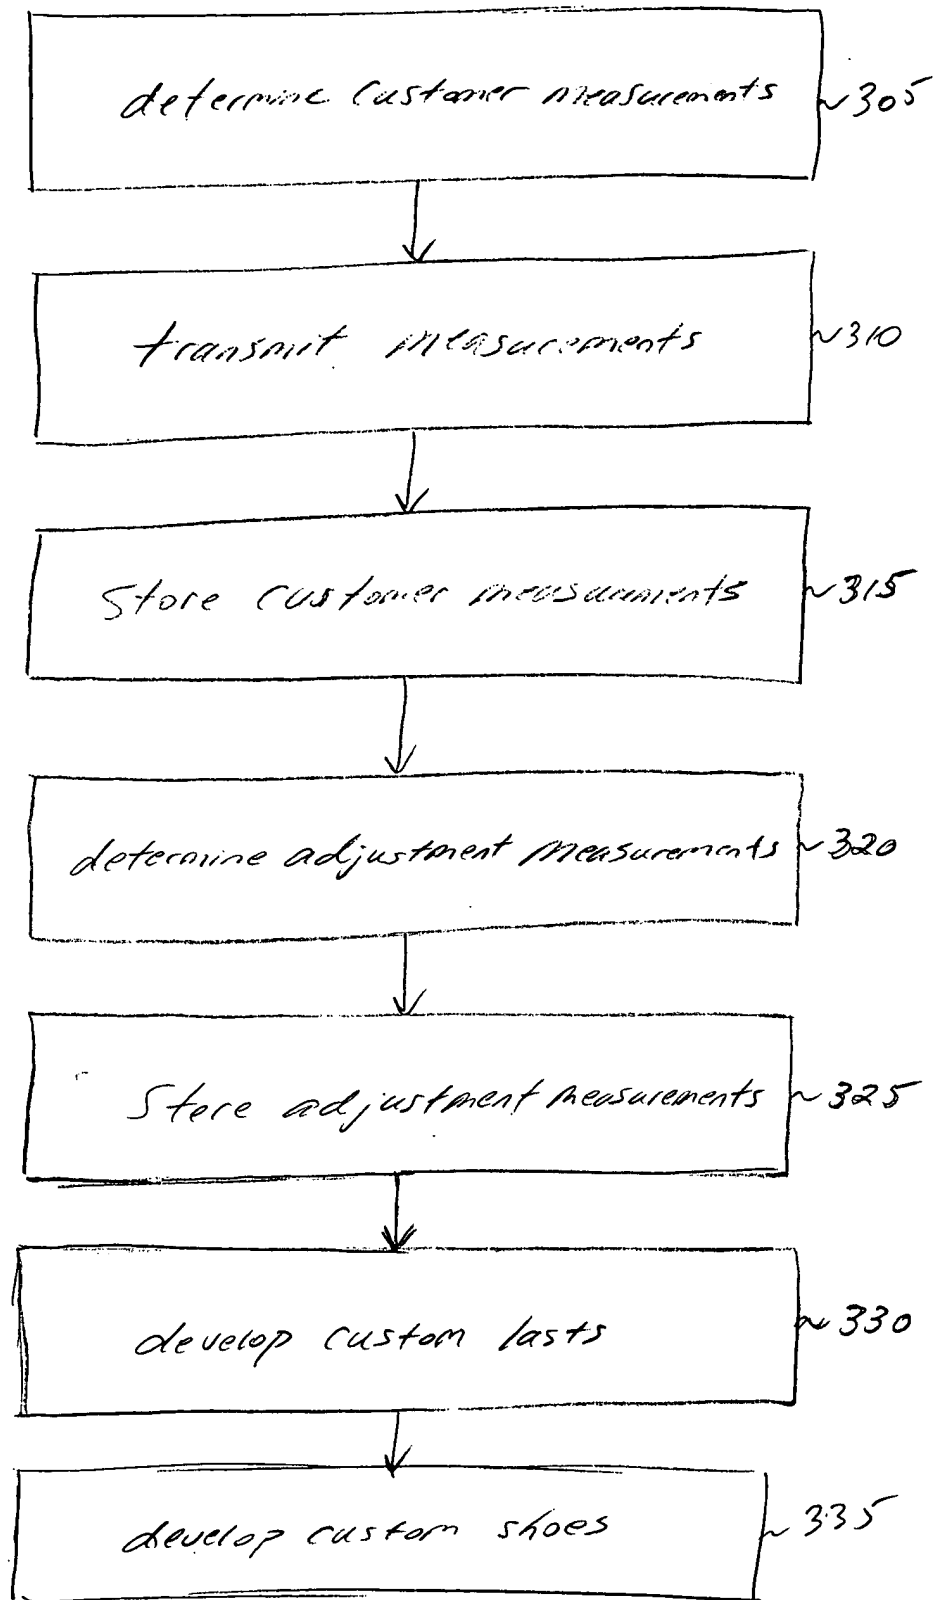 determine customer measurements ~305
transmit measurements ~310
Store customer measurements ~315
determine adjustment measurements ~320
Store adjustment measurements ~325
develop custom lasts ~330
develop custom shoes ~335